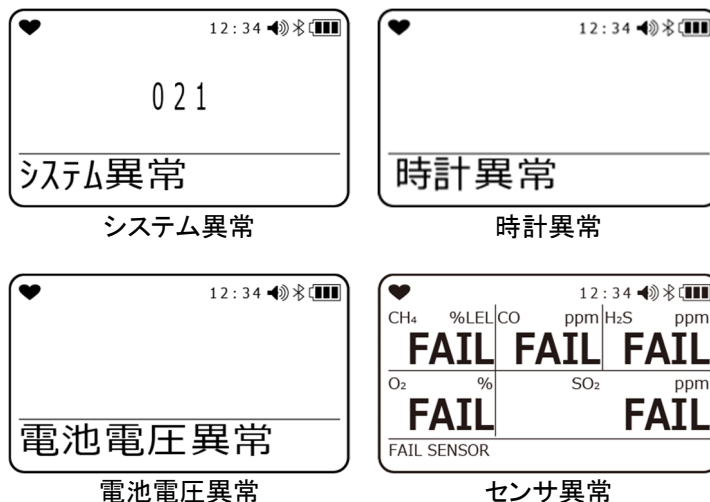 12:34
021
システム異常
システム異常
12:34
時計異常
時計異常
12:34
電池電圧異常
電池電圧異常
12:34
CH₄ %LEL CO ppm H₂S ppm
FAIL FAIL FAIL
O₂ % SO₂ ppm
FAIL FAIL
FAIL SENSOR
センサ異常